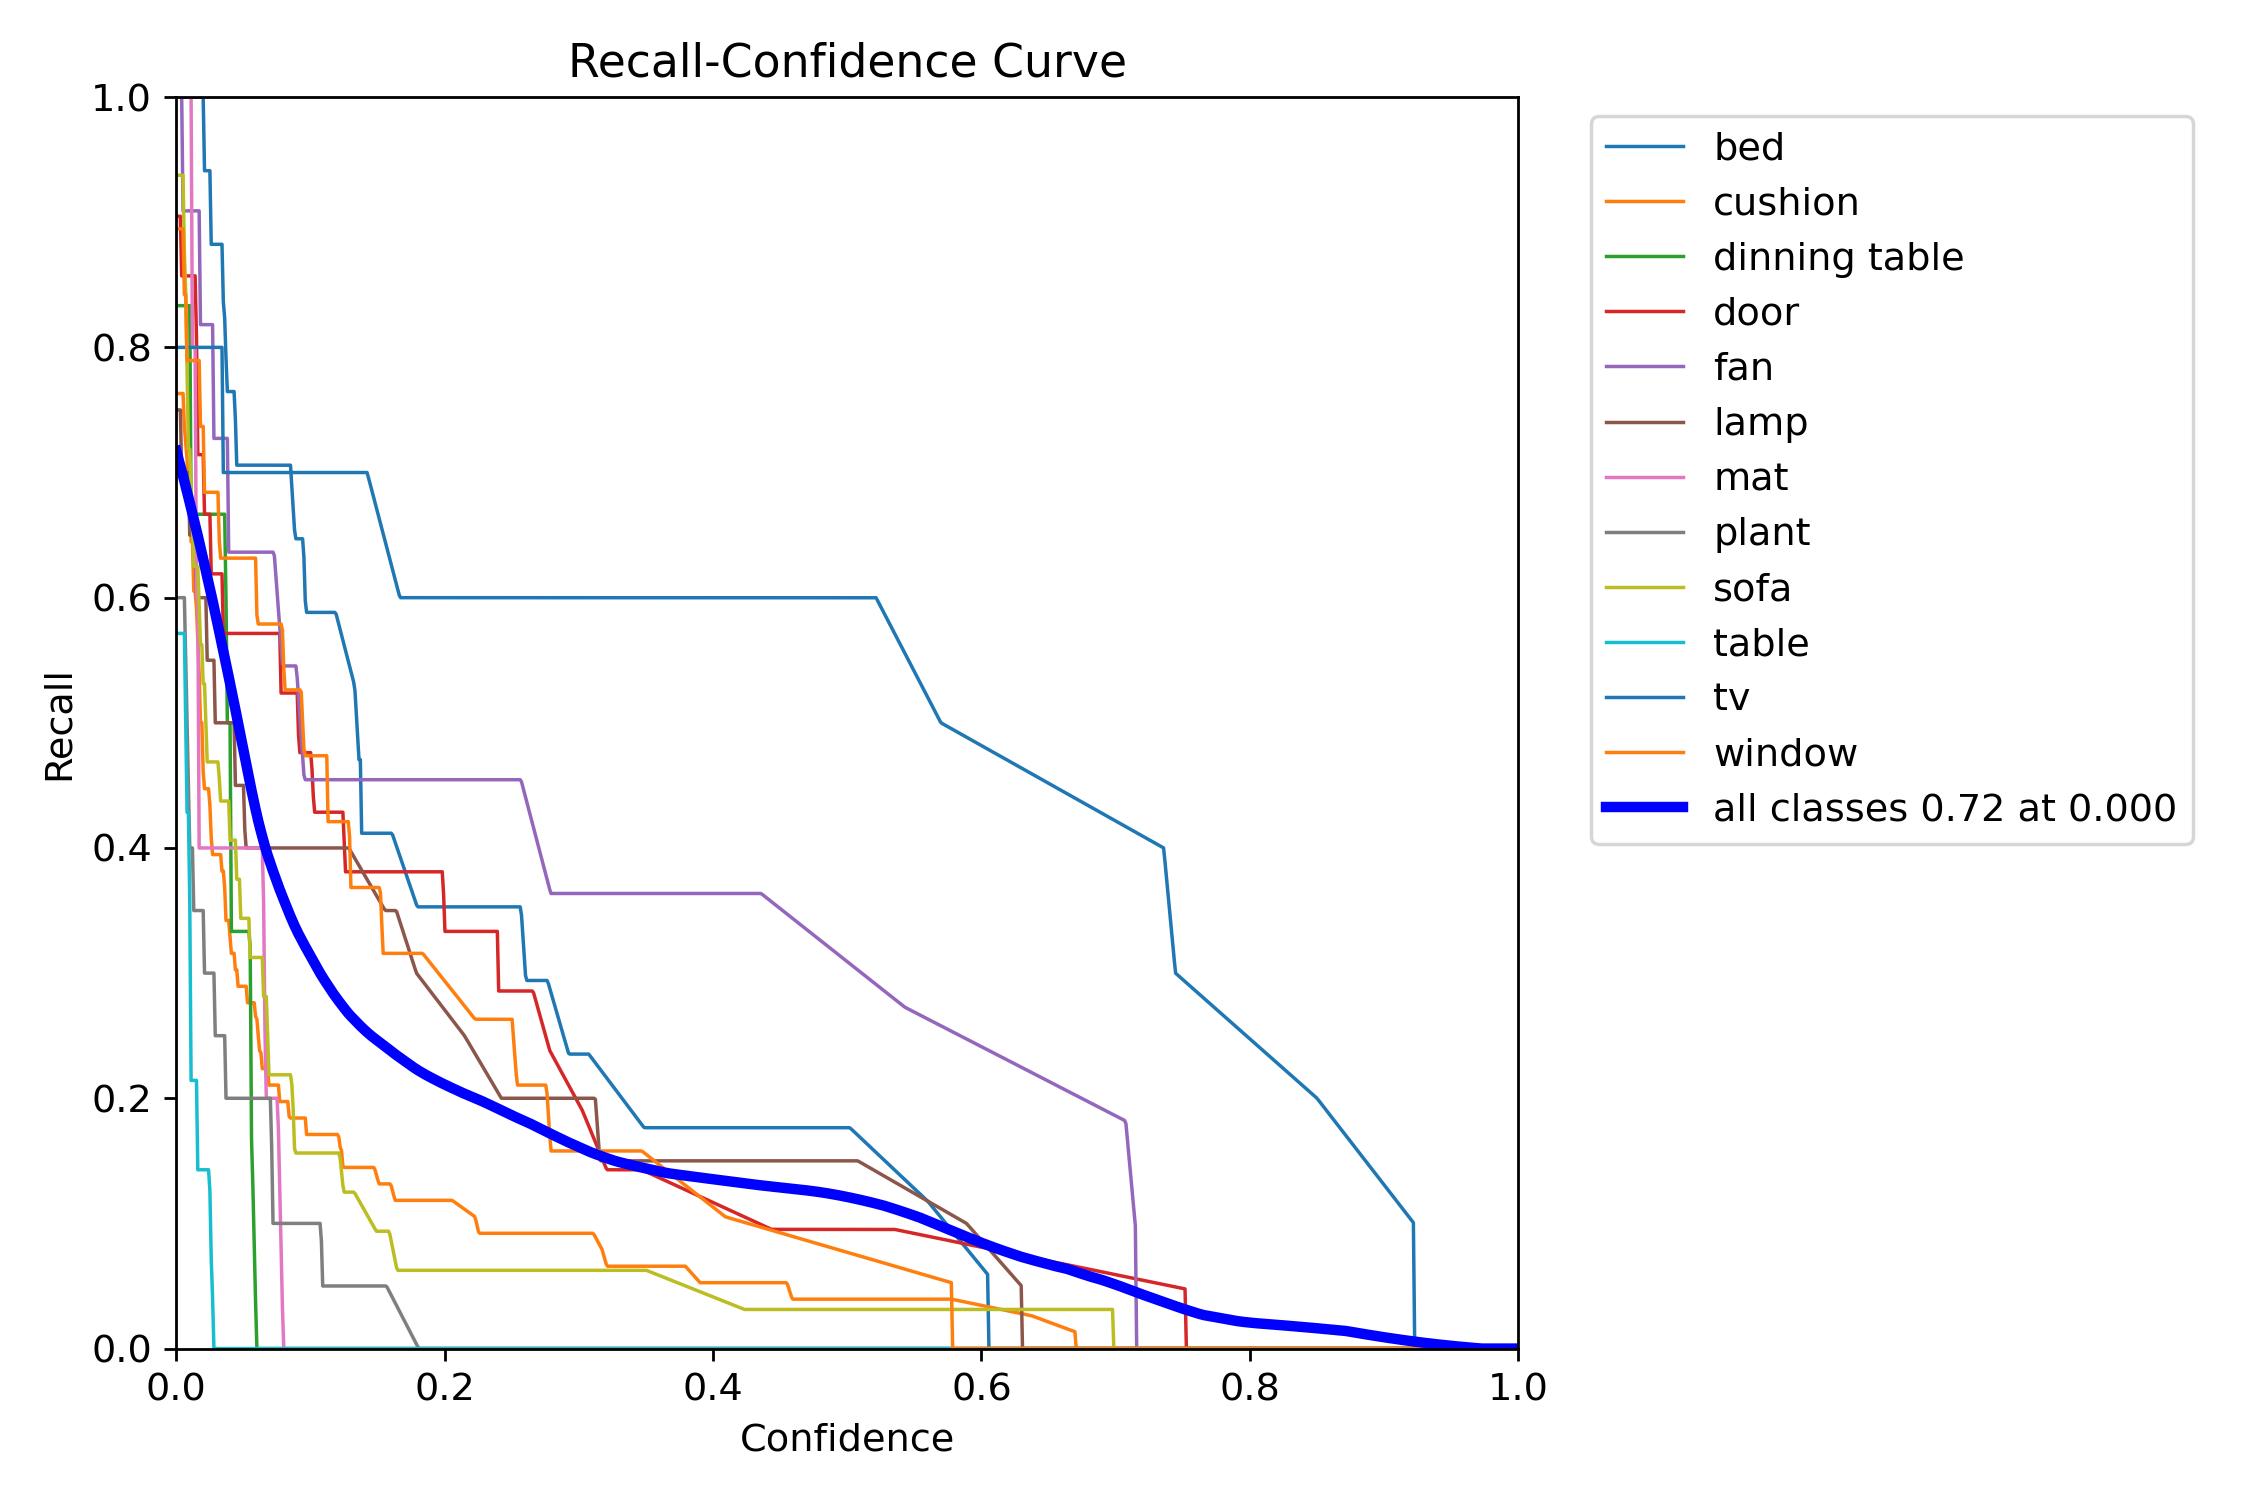 Recall-Confidence Curve
1.0
0.8
0.6
0.4
0.2
0.0
Recall
0.0
0.2
0.4
0.6
0.8
1.0
Confidence
bed
cushion
dinning table
door
fan
lamp
mat
plant
sofa
table
tv
window
all classes 0.72 at 0.000